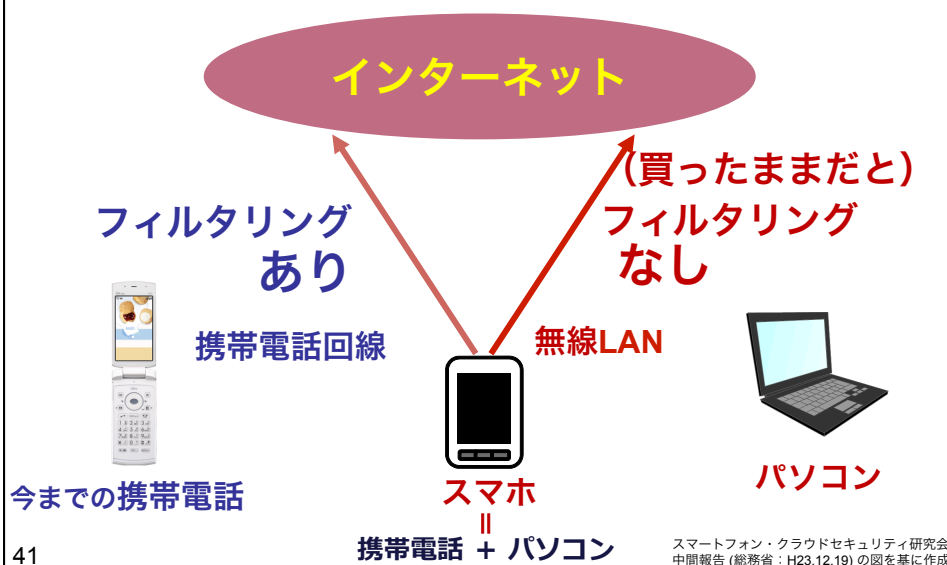 インターネット
フィルタリング
あり
(買ったままだと)
フィルタリング
なし
携帯電話回線
無線LAN
今までの携帯電話
スマホ
=
携帯電話 + パソコン
パソコン
41
スマートフォン・クラウドセキュリティ研究会
中間報告 (総務省：H23.12.19) の図を基に作成